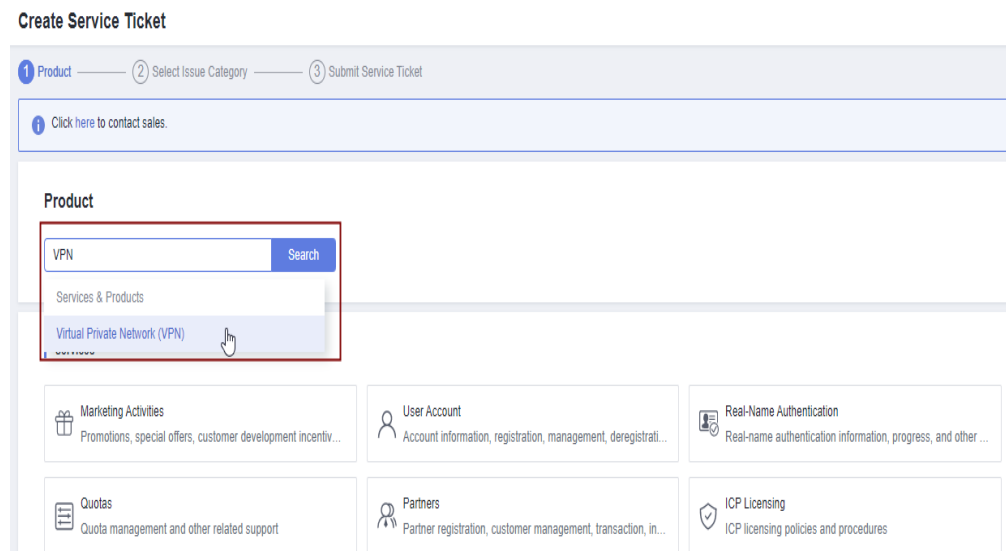 Create Service Ticket
1 Product 2 Select Issue Category 3 Submit Service Ticket
Click here to contact sales.
Product
VPN Search
Services & Products
Virtual Private Network (VPN)
Marketing Activities
Promotions, special offers, customer development incentiv...
User Account
Account information, registration, management, deregistrati...
Real-Name Authentication
Real-name authentication information, progress, and other ...
Quotas
Quota management and other related support
Partners
Partner registration, customer management, transaction, in...
ICP Licensing
ICP licensing policies and procedures